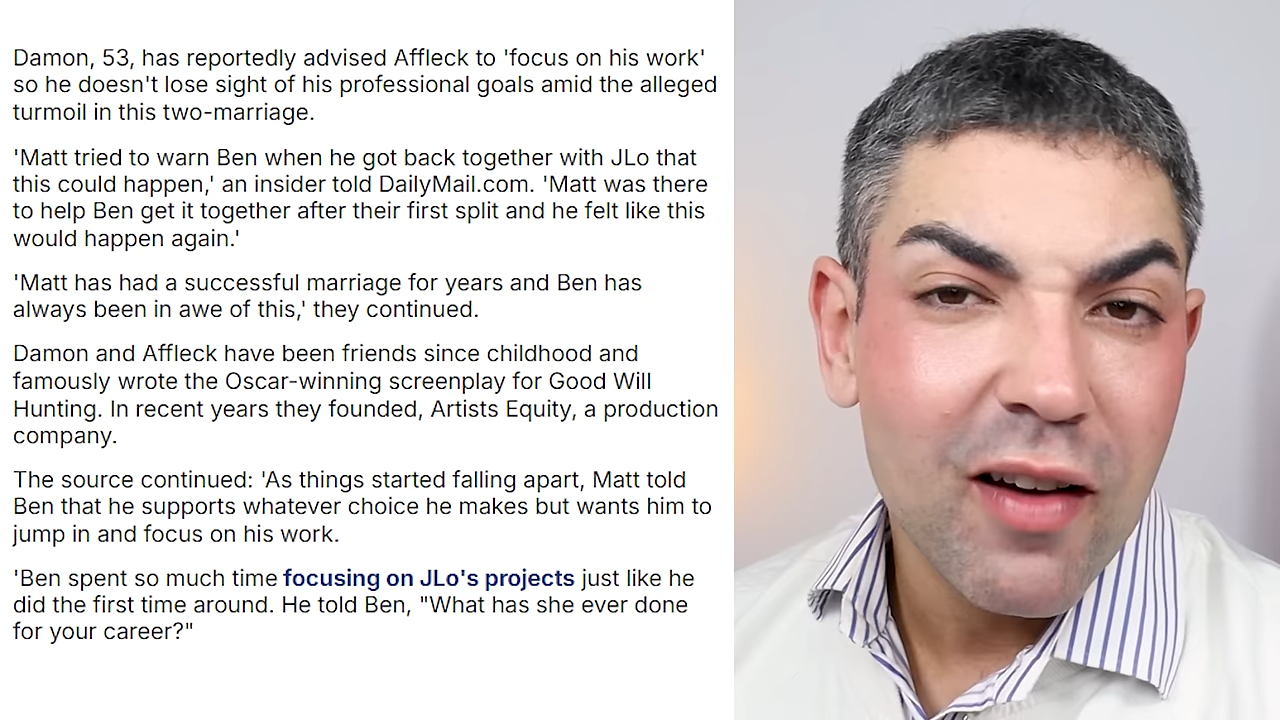 Damon, 53, has reportedly advised Affleck to 'focus on his work'
so he doesn't lose sight of his professional goals amid the alleged
turmoil in this two-marriage.
'Matt tried to warn Ben when he got back together with JLo that
this could happen,' an insider told DailyMail.com. 'Matt was there
to help Ben get it together after their first split and he felt like this
would happen again.'
'Matt has had a successful marriage for years and Ben has
always been in awe of this,' they continued.
Damon and Affleck have been friends since childhood and
famously wrote the Oscar-winning screenplay for Good Will
Hunting. In recent years they founded, Artists Equity, a production
company.
The source continued: 'As things started falling apart, Matt told
Ben that he supports whatever choice he makes but wants him to
jump in and focus on his work.
'Ben spent so much time focusing on JLo's projects just like he
did the first time around. He told Ben, "What has she ever done
for your career?"